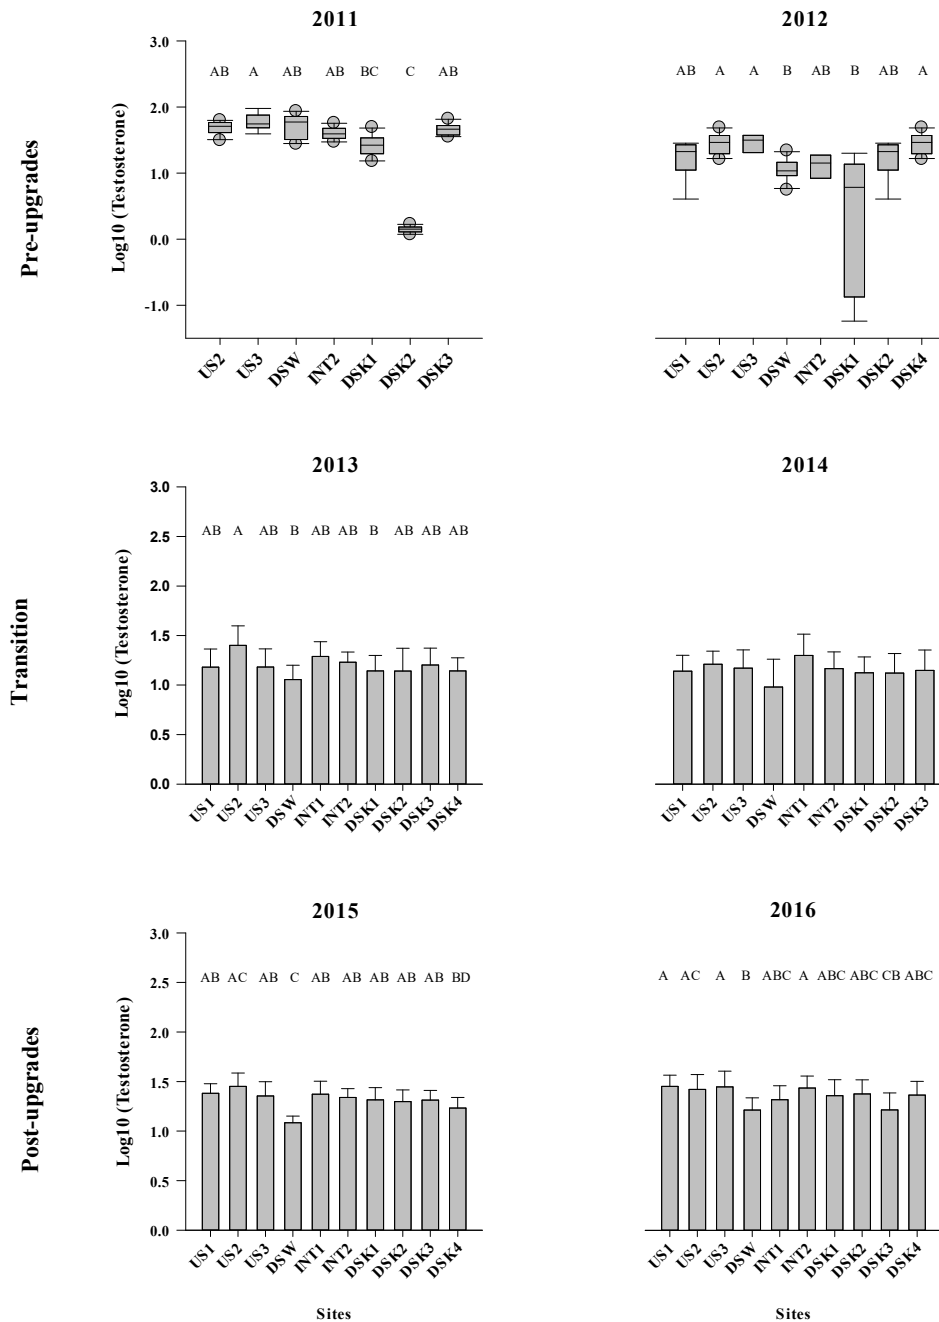 2011
2012
Pre-upgrades
Log10 (Testosterone)
3.0
2.0
1.0
0.0
-1.0
AB A AB AB BC C AB
AB A A B AB B AB A
US2 US3 DSW INT2 DSK1 DSK2 DSK3
US1 US2 US3 DSW INT2 DSK1 DSK2 DSK4
2013
2014
Transition
Log10 (Testosterone)
3.0
2.5
2.0
1.5
1.0
0.5
0.0
AB A AB B AB AB B AB AB AB
US1 US2 US3 DSW INT1 INT2 DSK1 DSK2 DSK3 DSK4
US1 US2 US3 DSW INT1 INT2 DSK1 DSK2 DSK3
2015
2016
Post-upgrades
Log10 (Testosterone)
3.0
2.5
2.0
1.5
1.0
0.5
0.0
AB AC AB C AB AB AB AB AB BD
A AC A B ABC A ABC ABC CB ABC
US1 US2 US3 DSW INT1 INT2 DSK1 DSK2 DSK3 DSK4
US1 US2 US3 DSW INT1 INT2 DSK1 DSK2 DSK3 DSK4
Sites
Sites